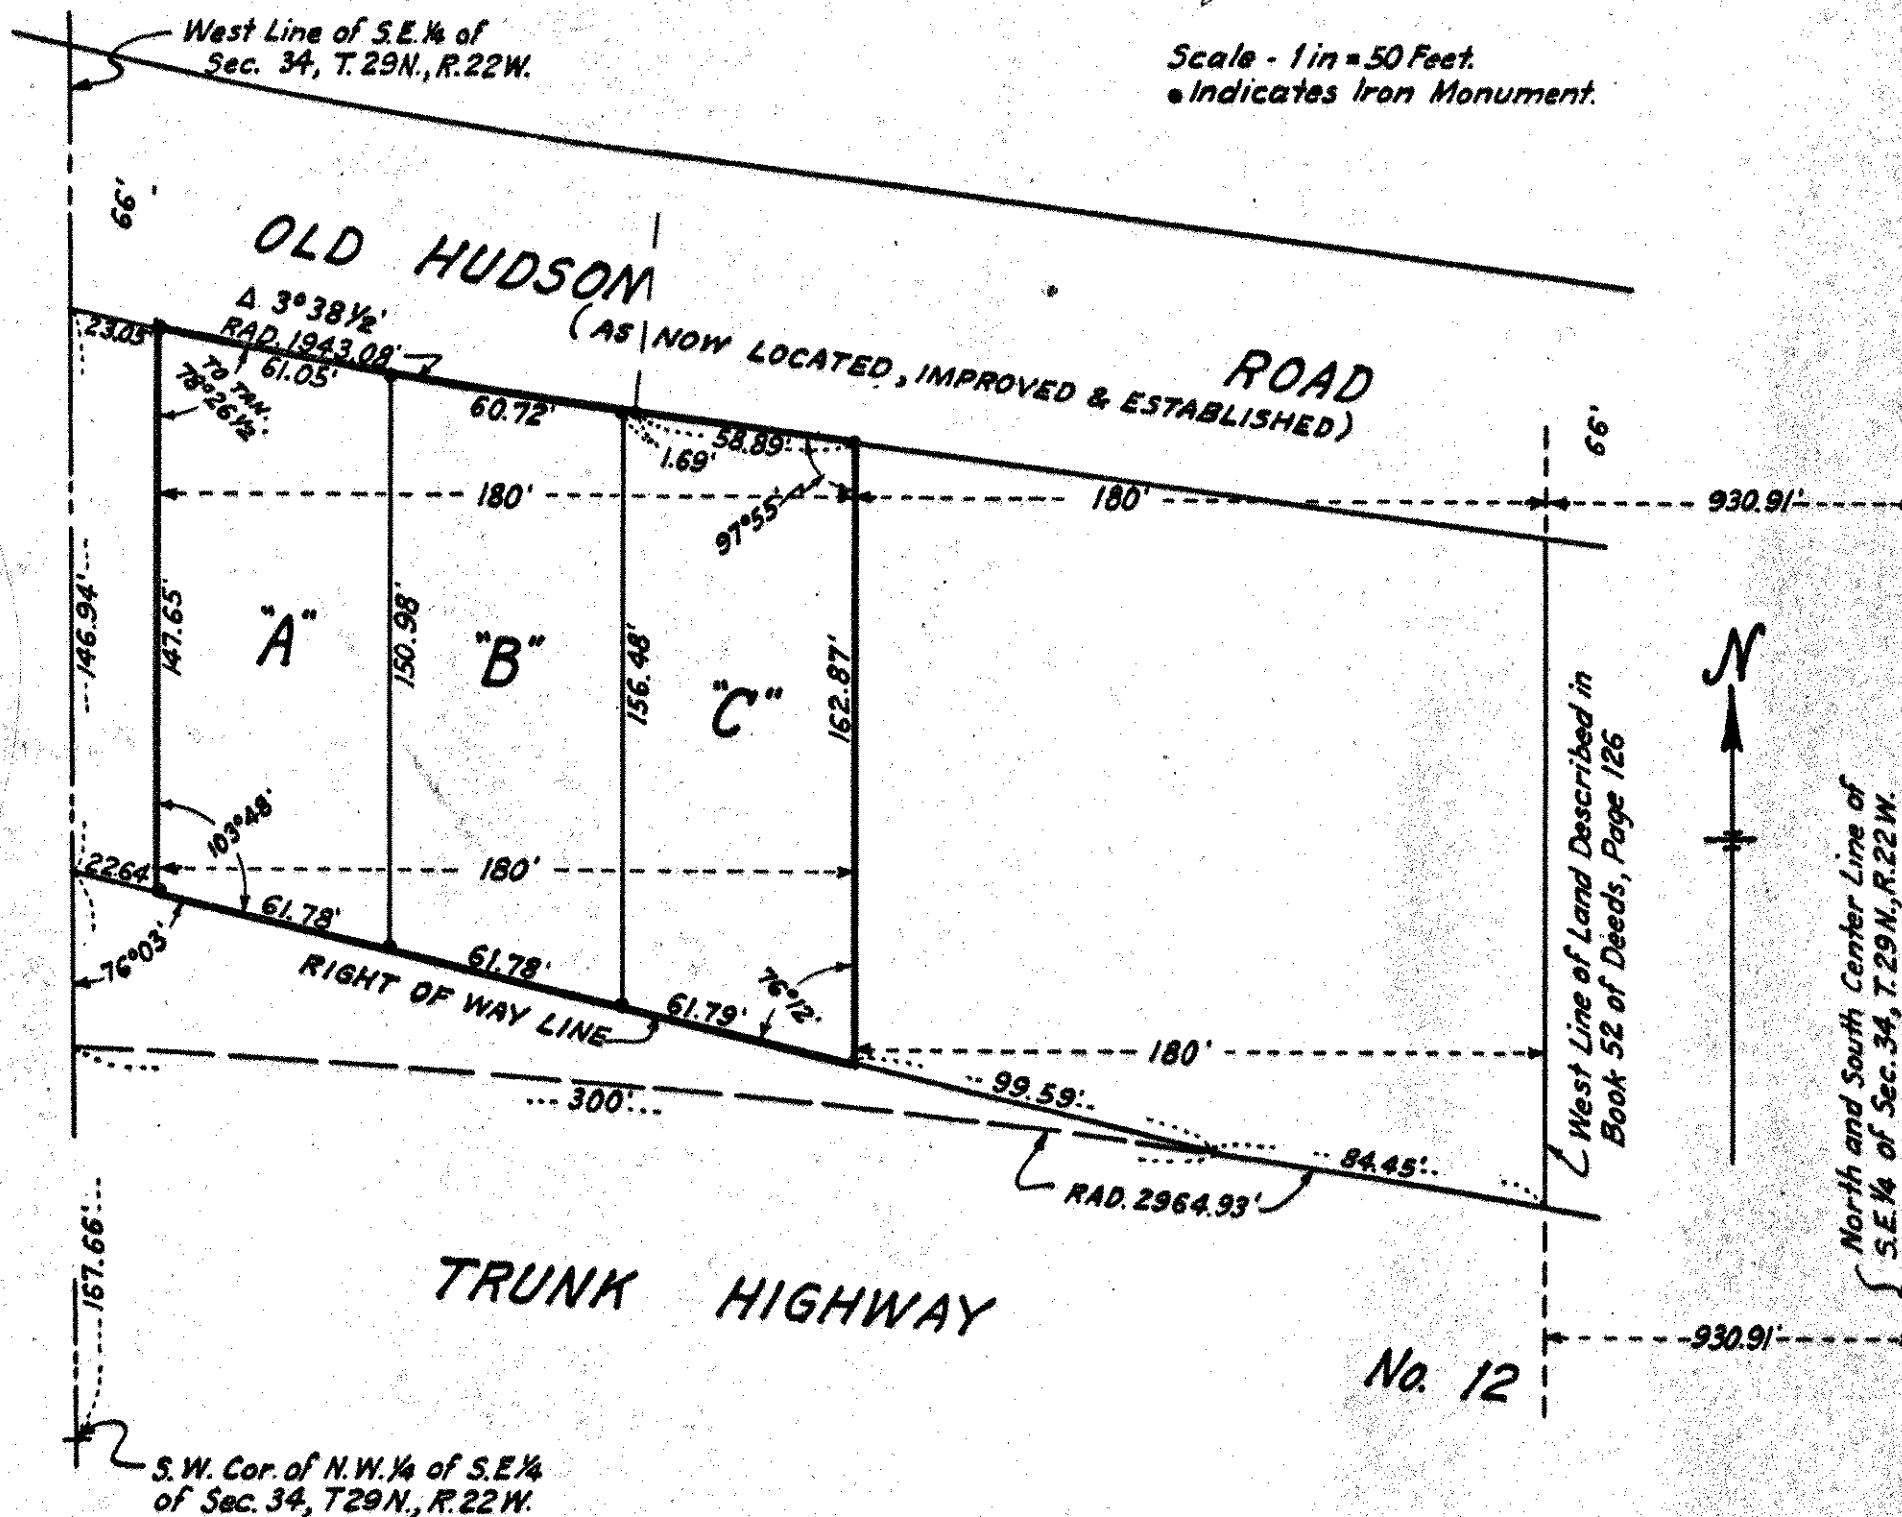 West Line of S.E.¼ of
Sec. 34, T.29N., R.22W.
Scale - 1 in = 50 Feet.
• Indicates Iron Monument.
66'
OLD HUDSON ROAD
(AS NOW LOCATED, IMPROVED & ESTABLISHED)
Δ 3°38½'
RAD. 1943.08'
23.05
61.05'
TO TAN.
78°26½'
60.72'
58.89'
1.69'
66'
180'
180'
930.91'
97°55'
146.94'
147.65'
"A"
150.98'
"B"
156.48'
"C"
162.87'
N
103°48'
22.64
180'
61.78'
76°03'
61.78'
RIGHT OF WAY LINE
61.79'
76°12'
180'
300'
99.59'
84.45'
RAD. 2964.93'
West Line of Land Described in
Book 52 of Deeds, Page 126
North and South Center Line of
S.E.¼ of Sec. 34, T.29N., R.22W.
167.66'
TRUNK HIGHWAY
No. 12
930.91'
S.W. Cor. of N.W.¼ of S.E.¼
of Sec. 34, T29N., R.22W.